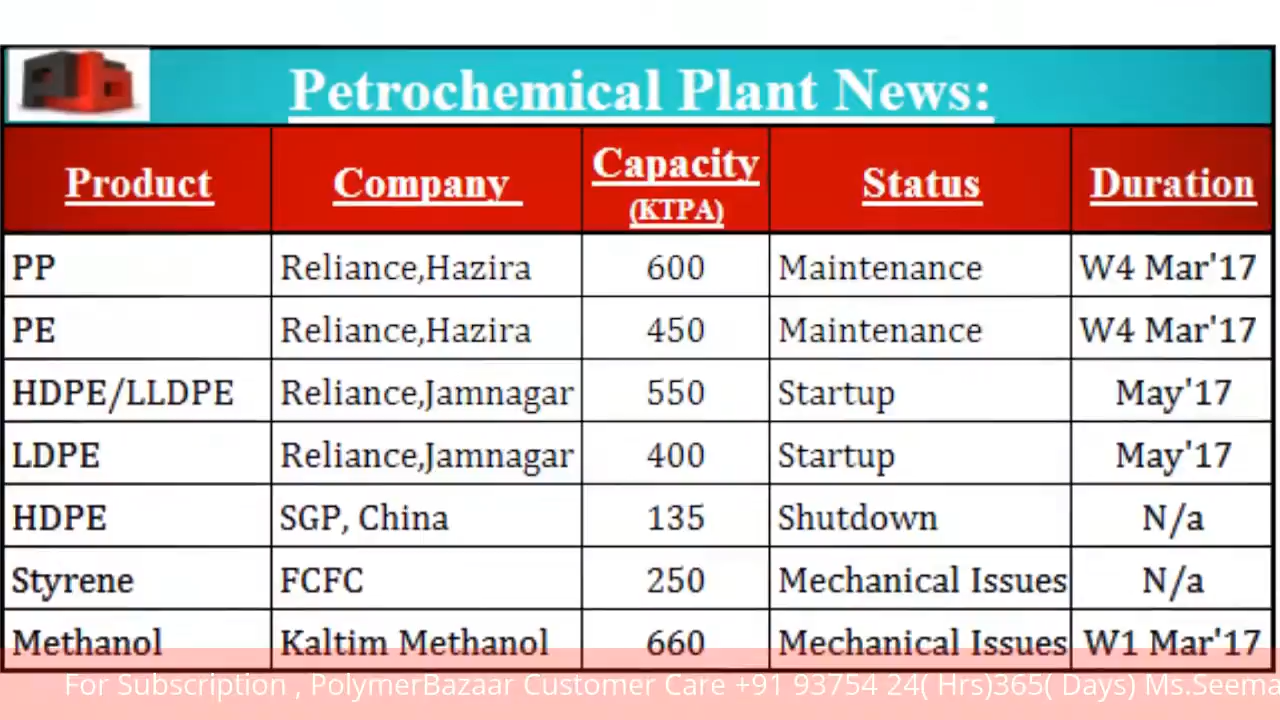 Petrochemical Plant News:
Product Company Capacity (KTPA) Status Duration
PP Reliance,Hazira 600 Maintenance W4 Mar'17
PE Reliance,Hazira 450 Maintenance W4 Mar'17
HDPE/LLDPE Reliance,Jamnagar 550 Startup May'17
LDPE Reliance,Jamnagar 400 Startup May'17
HDPE SGP, China 135 Shutdown N/a
Styrene FCFC 250 Mechanical Issues N/a
Methanol Kaltim Methanol 660 Mechanical Issues W1 Mar'17
For Subscription , PolymerBazaar Customer Care +91 93754 24( Hrs)365( Days) Ms.Seema